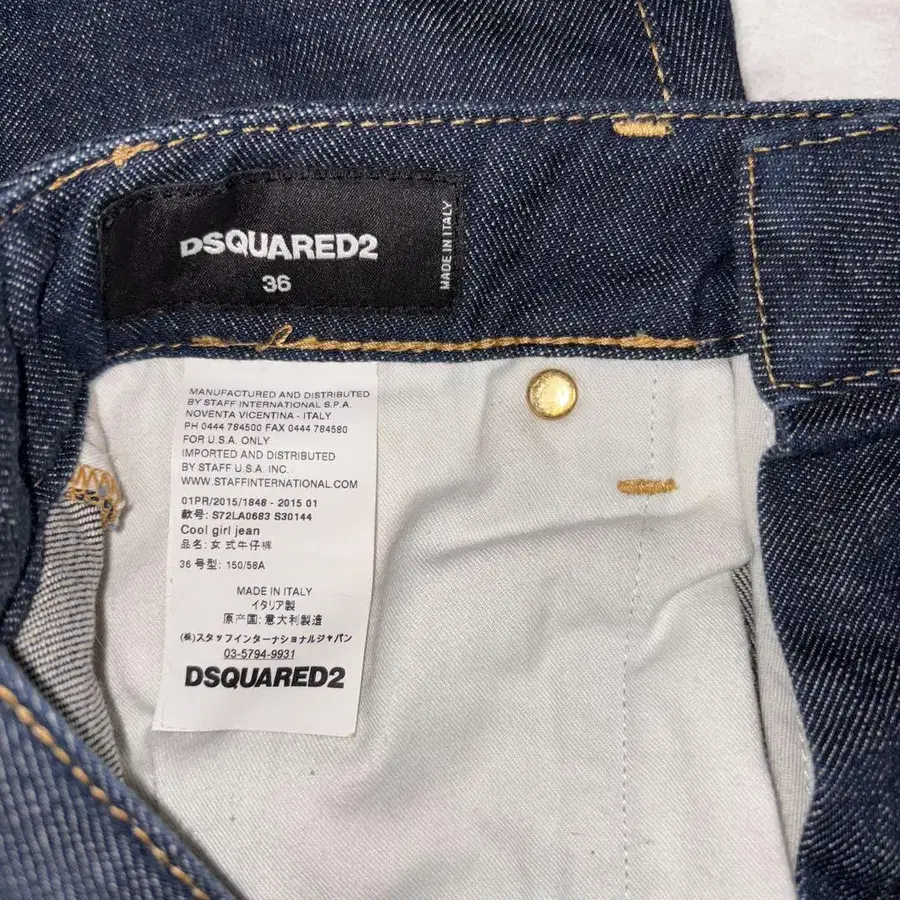 DSQUARED2
36
MADE IN ITALY
MANUFACTURED AND DISTRIBUTED
BY STAFF INTERNATIONAL S.P.A.
NOVENTA VICENTINA - ITALY
PH 0444 784500 FAX 0444 784580
FOR U.S.A. ONLY
IMPORTED AND DISTRIBUTED
BY STAFF U.S.A. INC.
WWW.STAFFINTERNATIONAL.COM
01PR/2015/1848 - 2015 01
款号: S72LA0683 S30144
Cool girl jean
品名: 女式牛仔裤
36 号型: 150/58A
MADE IN ITALY
イタリア製
原产国: 意大利製造
(株)スタッフインターナショナルジャパン
03-5794-9931
DSQUARED2